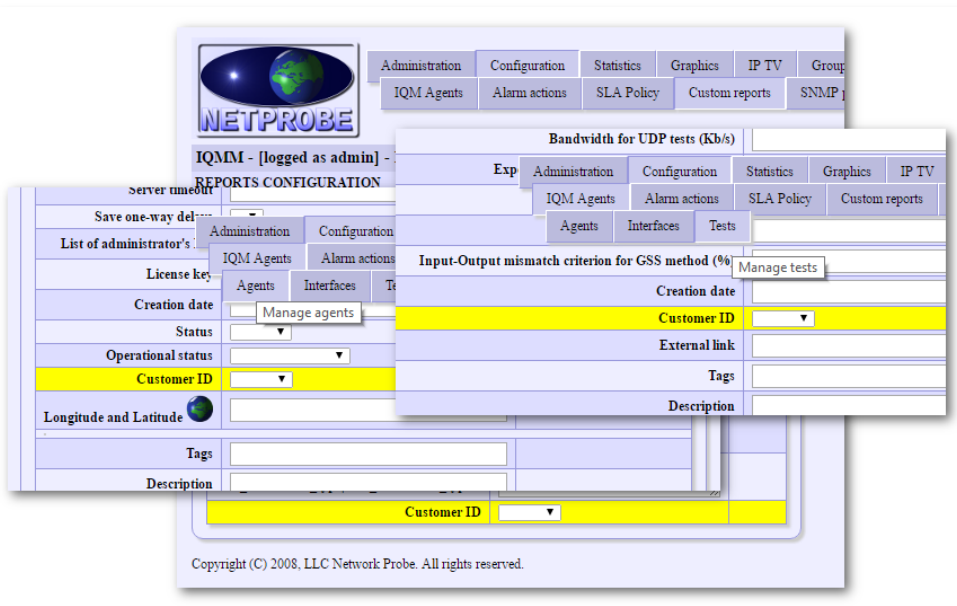 NETPROBE
Administration Configuration Statistics Graphics IP TV Group
IQM Agents Alarm actions SLA Policy Custom reports SNMP
IQMM - [logged as admin] -
REPORTS CONFIGURATION
Server timeout
Save one-way delays
List of administrator's
License key
Creation date
Status
Operational status
Customer ID
Longitude and Latitude
Tags
Description
Administration Configuration
IQM Agents Alarm actions
Agents Interfaces Te
Manage agents
Bandwidth for UDP tests (Kb/s)
Exp
Administration Configuration Statistics Graphics IP TV
IQM Agents Alarm actions SLA Policy Custom reports
Agents Interfaces Tests
Input-Output mismatch criterion for GSS method (%)
Manage tests
Creation date
Customer ID
External link
Tags
Description
Customer ID
Copyright (C) 2008, LLC Network Probe. All rights reserved.